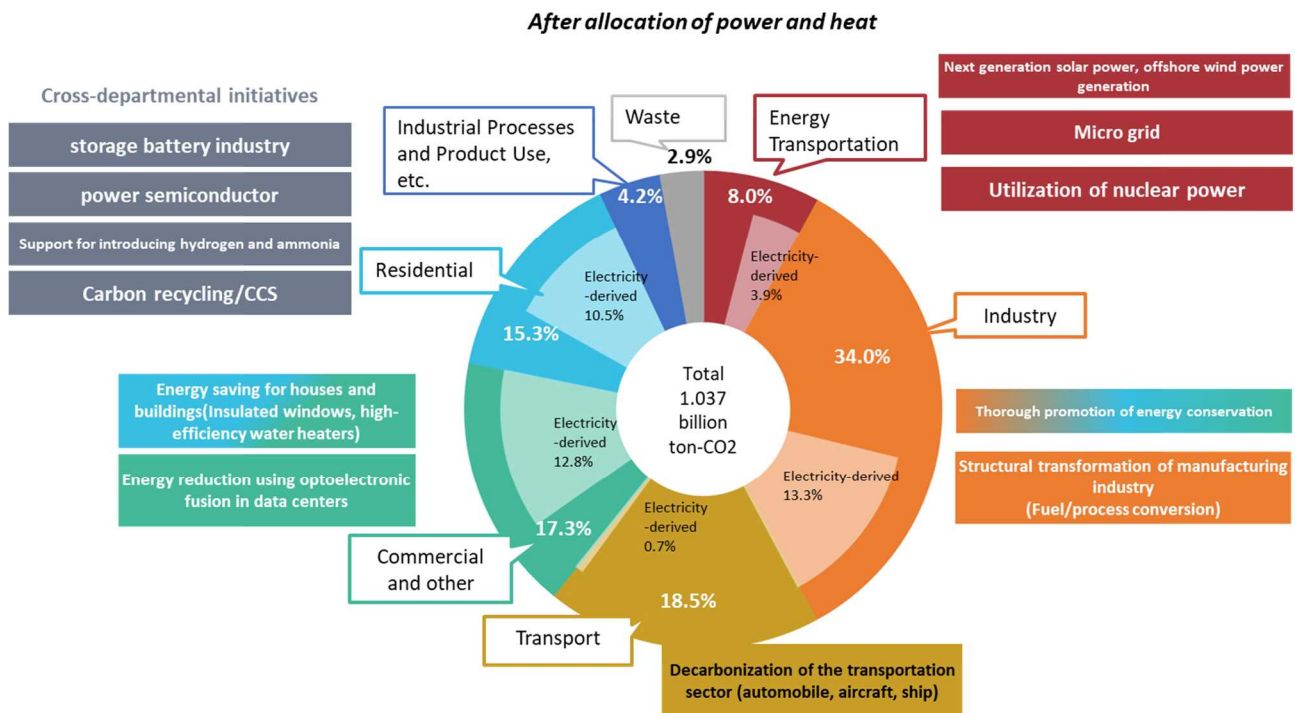 After allocation of power and heat
Cross-departmental initiatives
storage battery industry
power semiconductor
Support for introducing hydrogen and ammonia
Carbon recycling/CCS
Industrial Processes
and Product Use,
etc.
4.2%
Waste
2.9%
Energy
Transportation
8.0%
Electricity-
derived
3.9%
Next generation solar power, offshore wind power
generation
Micro grid
Utilization of nuclear power
Residential
15.3%
Electricity
-derived
10.5%
Industry
34.0%
Electricity-derived
13.3%
Total
1.037
billion
ton-CO2
Energy saving for houses and
buildings(Insulated windows, high-
efficiency water heaters)
Energy reduction using optoelectronic
fusion in data centers
Electricity
-derived
12.8%
17.3%
Commercial
and other
Thorough promotion of energy conservation
Structural transformation of manufacturing
industry
(Fuel/process conversion)
Electricity
-derived
0.7%
18.5%
Transport
Decarbonization of the transportation
sector (automobile, aircraft, ship)